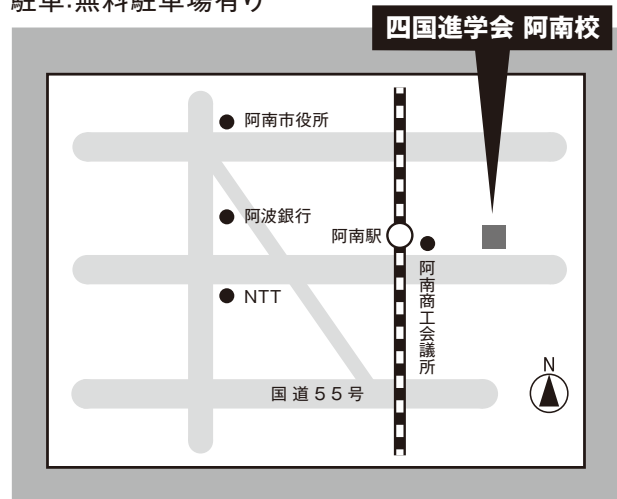 駐車:無料駐車場有り
四国進学会 阿南校
阿南市役所
阿波銀行
阿南駅
阿南商工会議所
NTT
国道55号
N